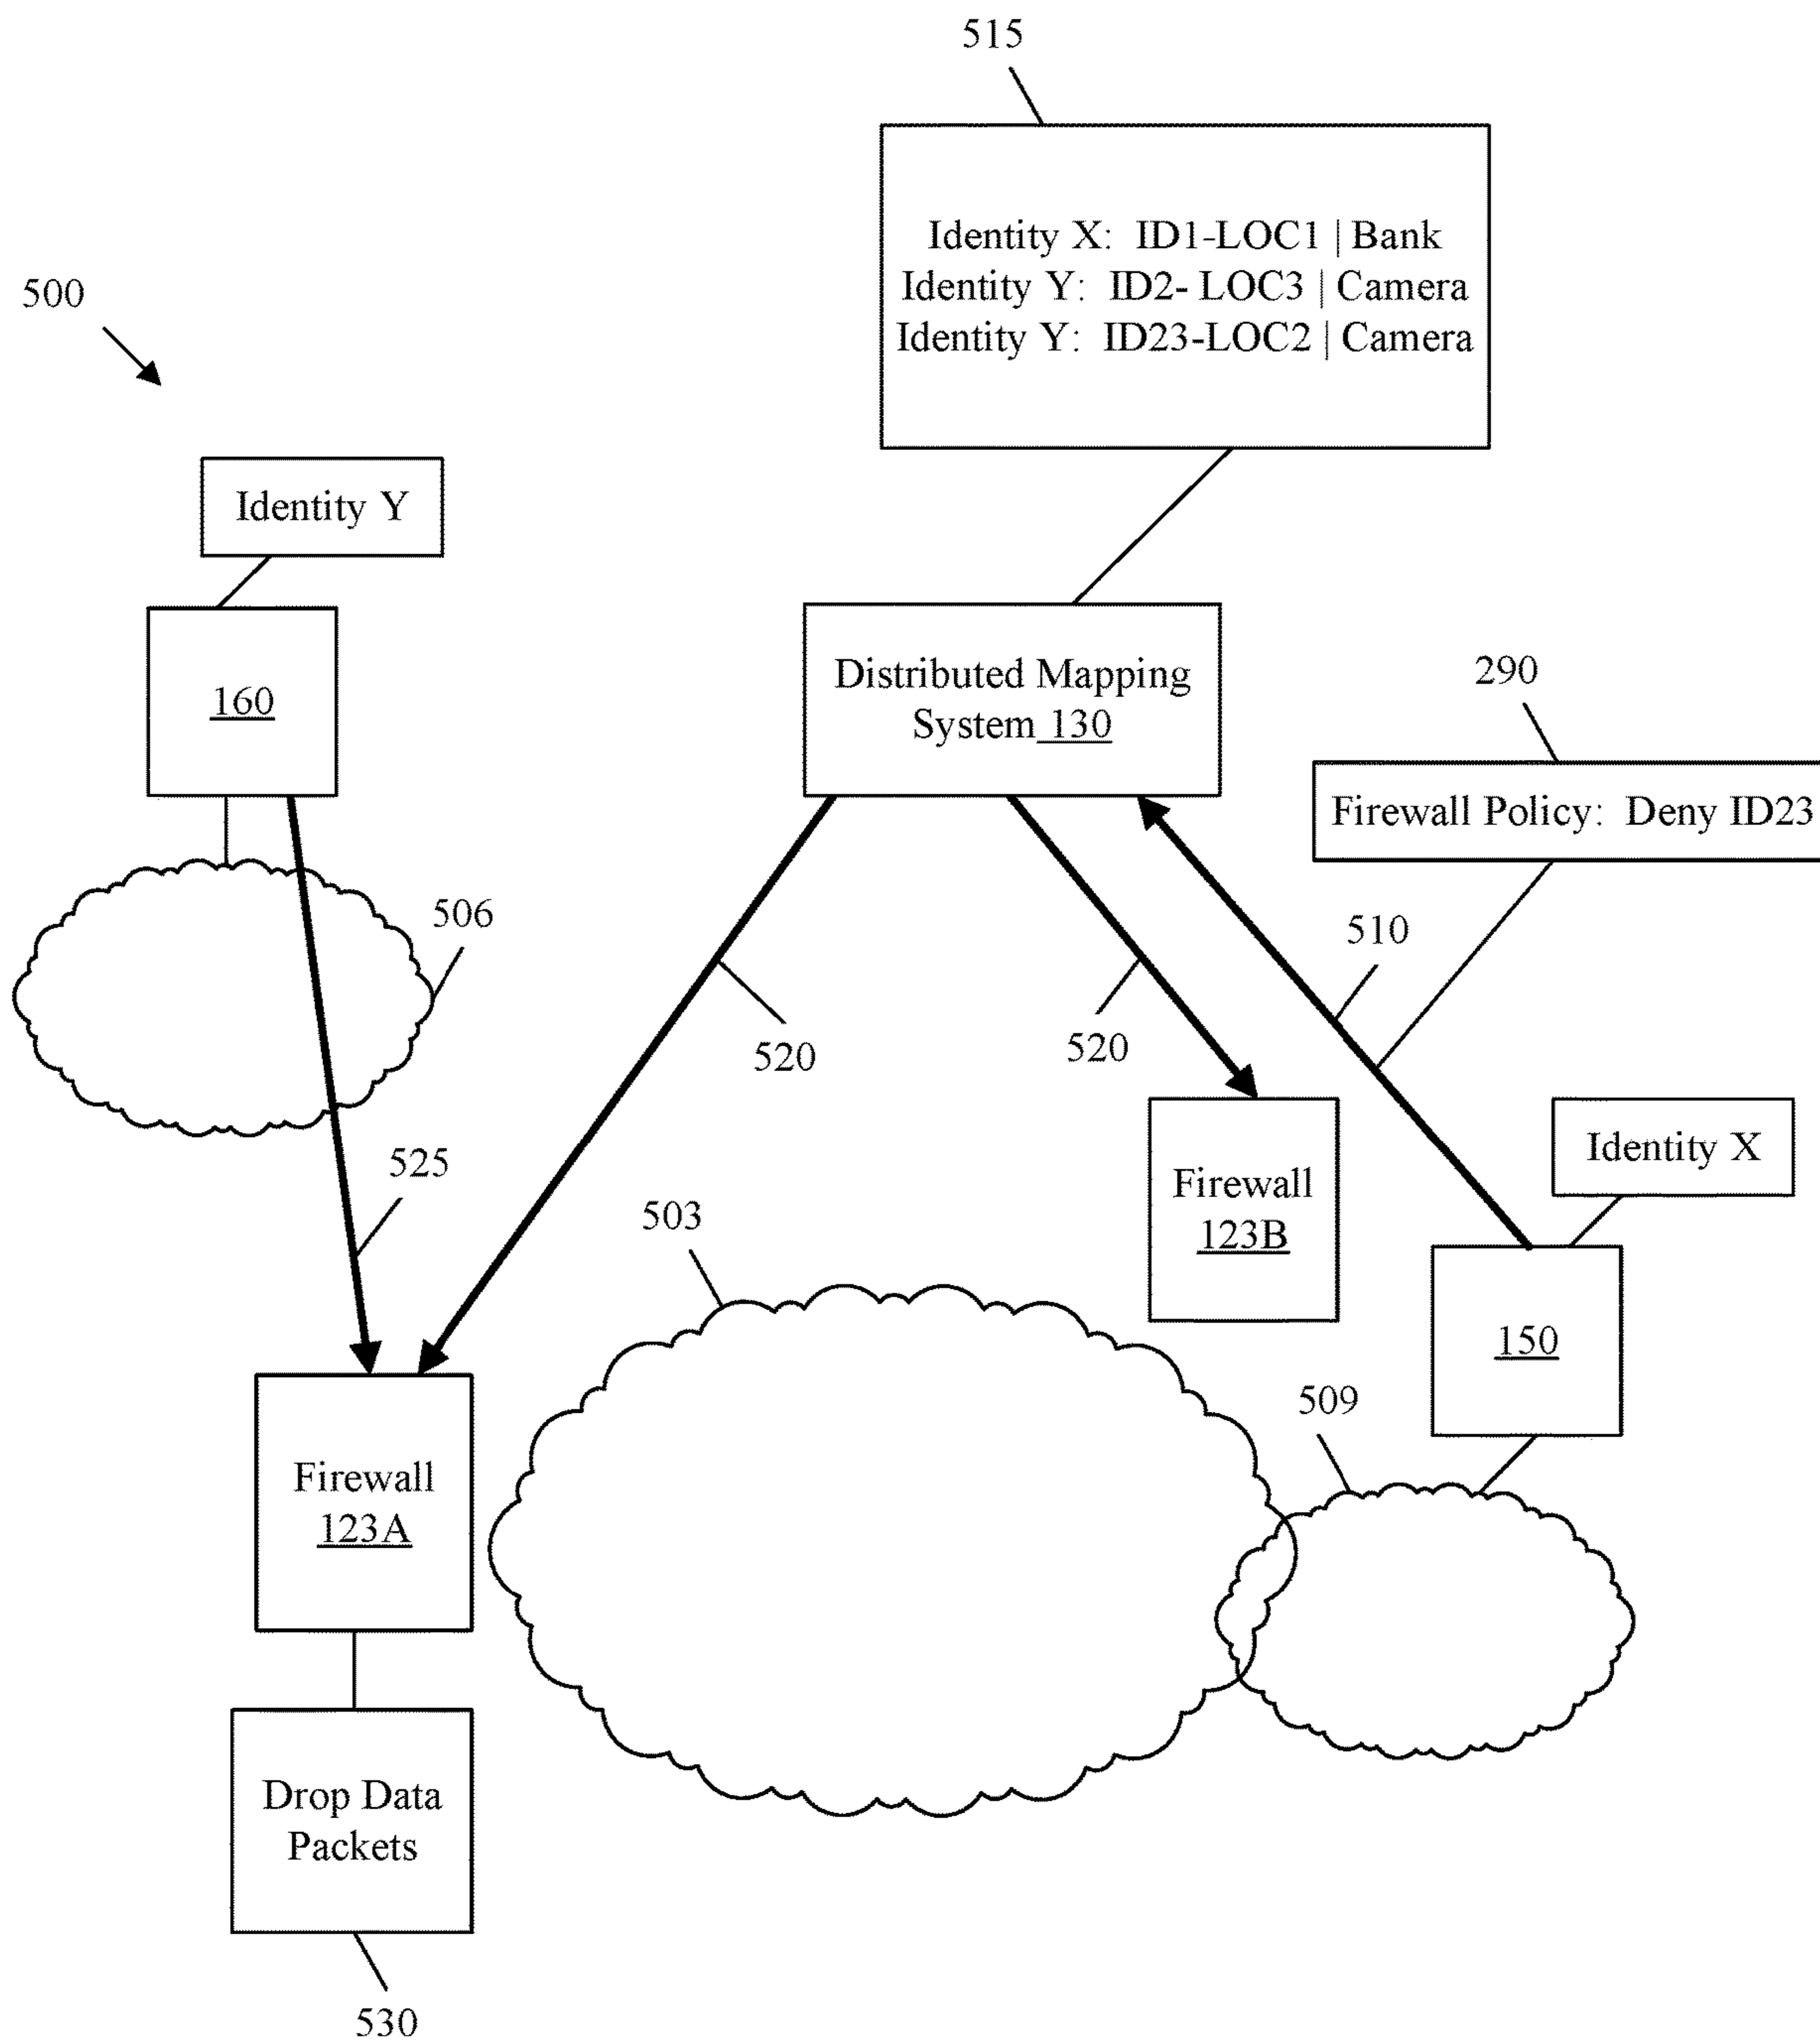 515
Identity X: ID1-LOC1 | Bank
Identity Y: ID2- LOC3 | Camera
Identity Y: ID23-LOC2 | Camera
500
Identity Y
160
Distributed Mapping
System 130
290
Firewall Policy: Deny ID23
506
510
520
520
525
503
Firewall
123B
Identity X
150
509
Firewall
123A
Drop Data
Packets
530